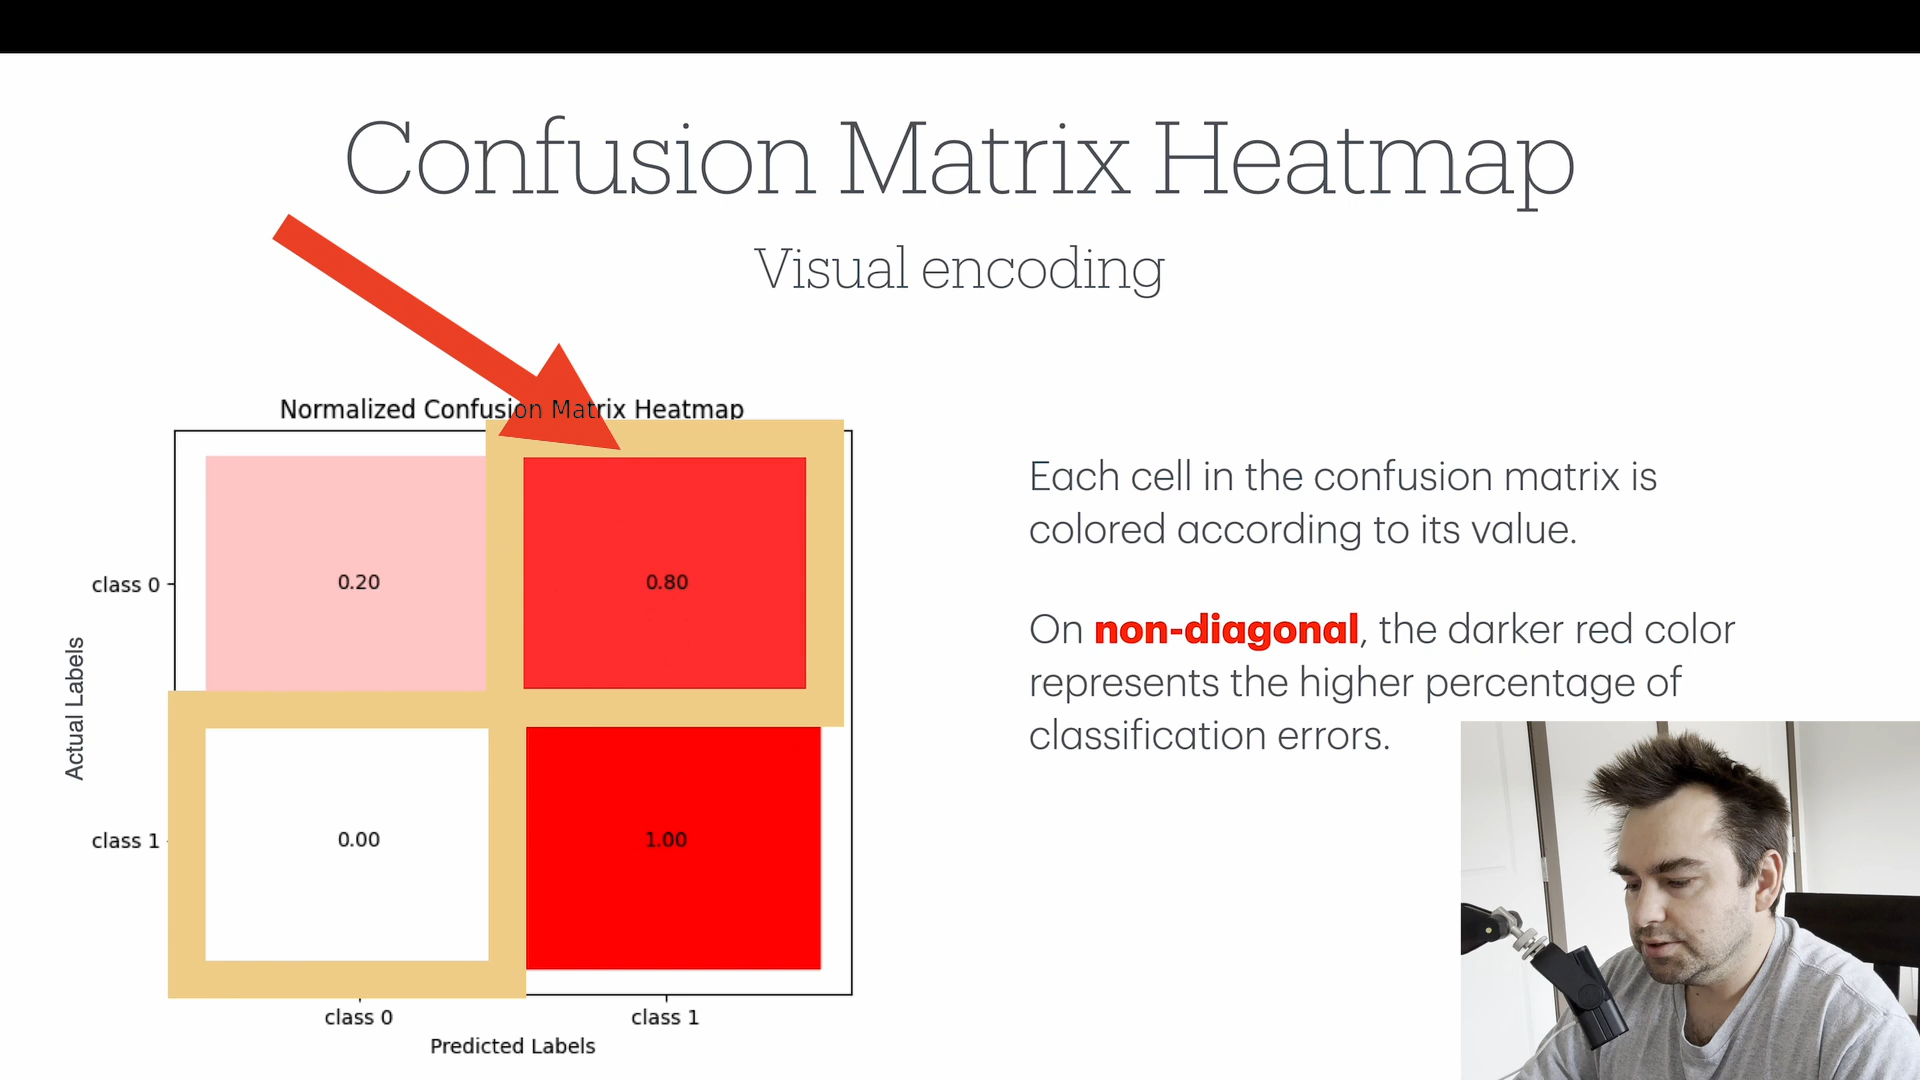 Confusion Matrix Heatmap
Visual encoding
Normalized Confusion Matrix Heatmap
Actual Labels
class 0
0.20
0.80
class 1
0.00
1.00
class 0
class 1
Predicted Labels
Each cell in the confusion matrix is
colored according to its value.
On non-diagonal, the darker red color
represents the higher percentage of
classification errors.